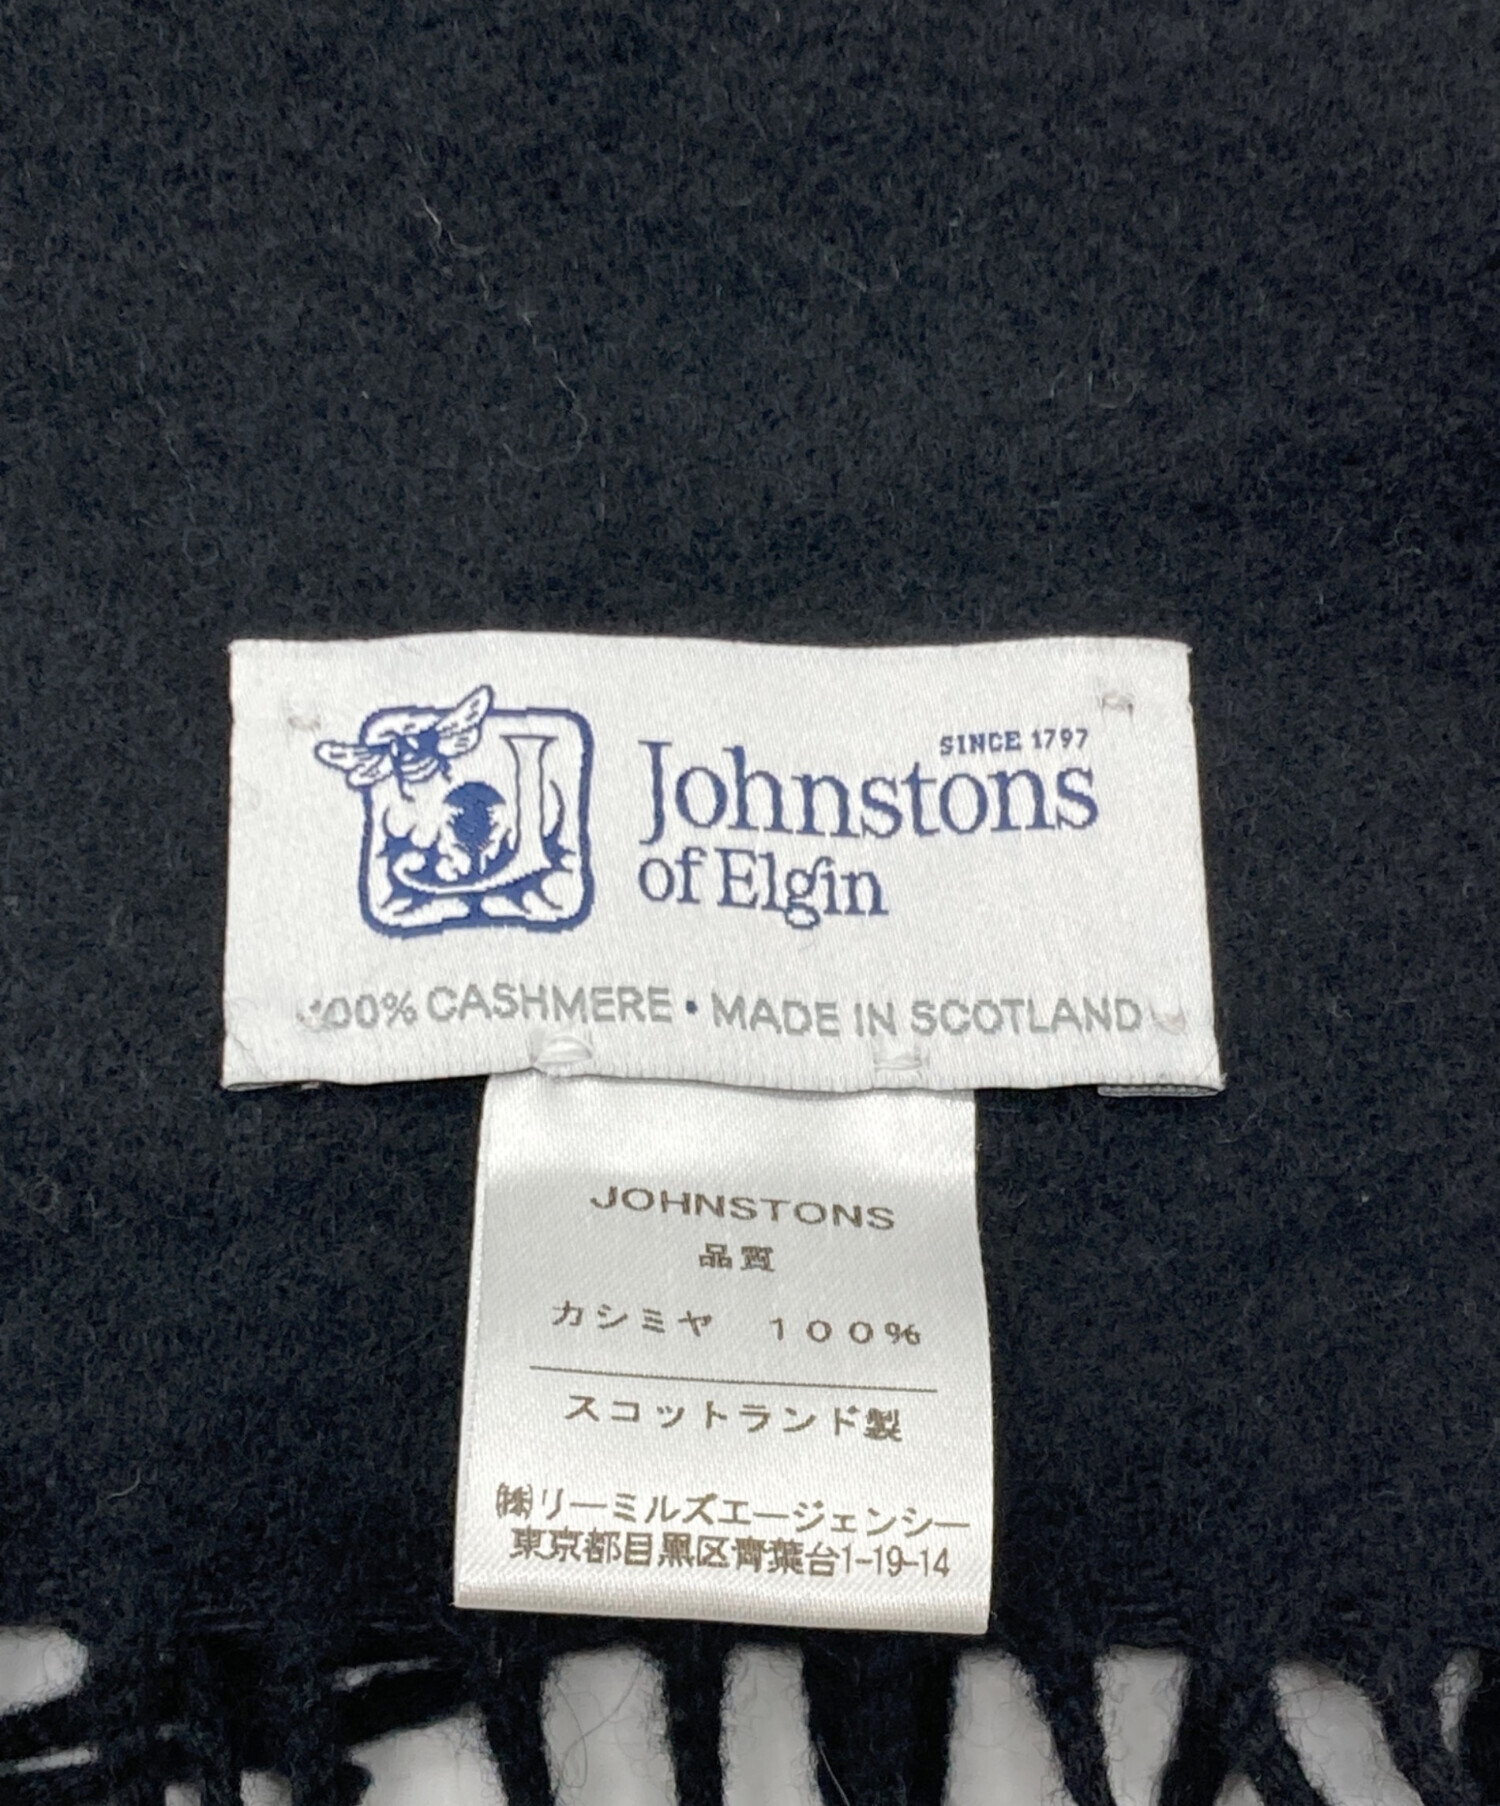 SINCE 1797
Johnstons
of Elgin
100% CASHMERE • MADE IN SCOTLAND
JOHNSTONS
品質
カシミヤ　１００％
スコットランド製
㈱リーミルズエージェンシー
東京都目黒区青葉台1-19-14